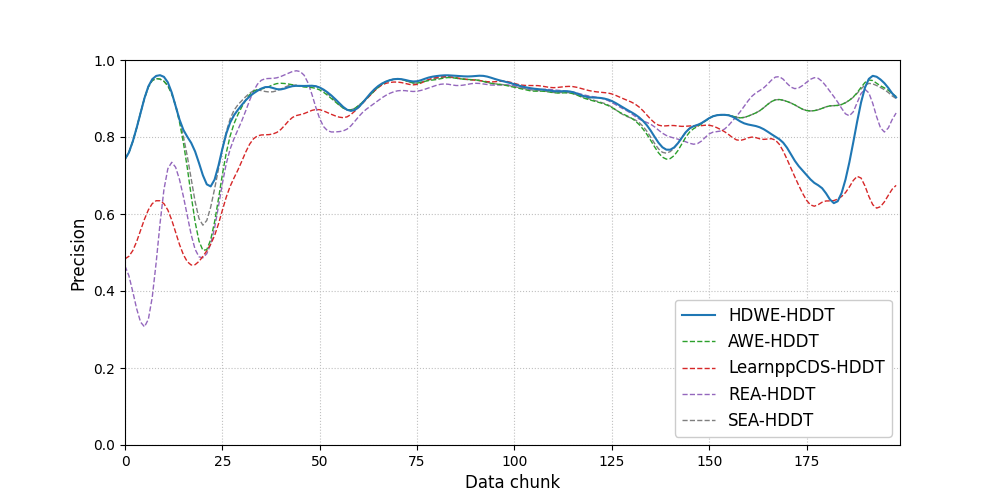 1.0
0.8
0.6
0.4
0.2
0.0
Precision
0 25 50 75 100 125 150 175
Data chunk
HDWE-HDDT
AWE-HDDT
LearnppCDS-HDDT
REA-HDDT
SEA-HDDT